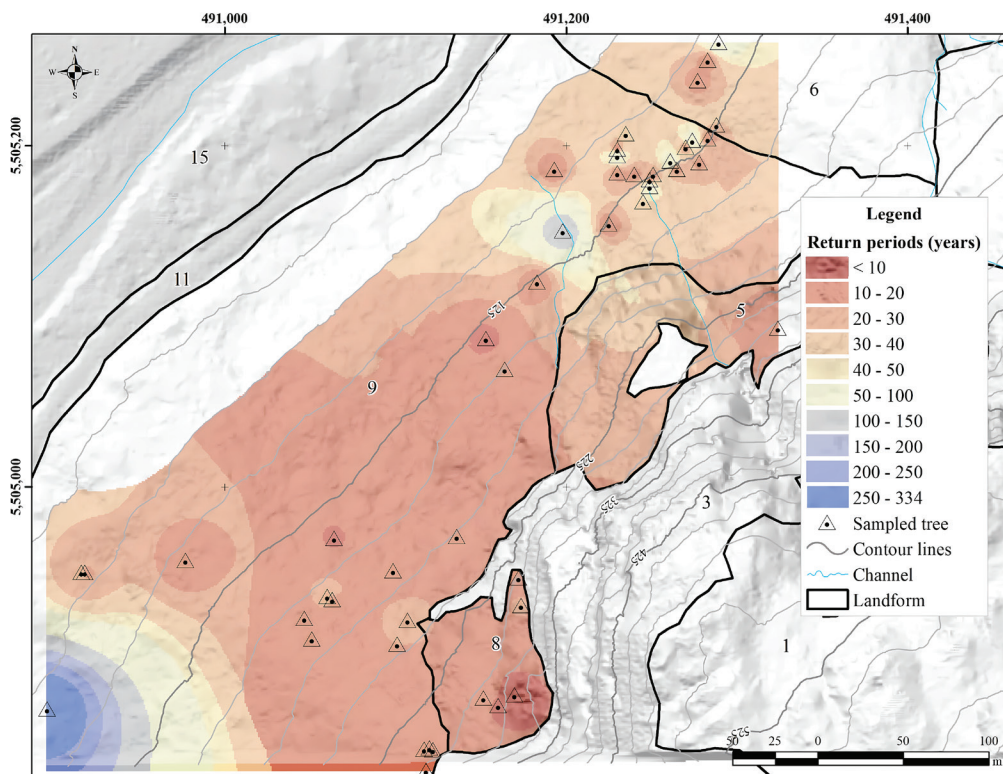 491,000 491,200 491,400
N
W E
S
6
15
5,505,200
11
Legend
Return periods (years)
< 10
10 - 20
20 - 30
30 - 40
40 - 50
50 - 100
100 - 150
150 - 200
200 - 250
250 - 334
Sampled tree
Contour lines
Channel
Landform
5
125
9
225
5,505,000
325
3
425
8
1
525
50 25 0 50 100
m